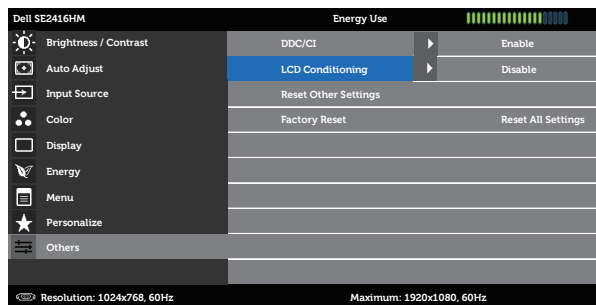 Dell SE2416HM Energy Use
Brightness / Contrast DDC/CI Enable
Auto Adjust LCD Conditioning Disable
Input Source Reset Other Settings
Color Factory Reset Reset All Settings
Display
Energy
Menu
Personalize
Others
Resolution: 1024x768, 60Hz Maximum: 1920x1080, 60Hz